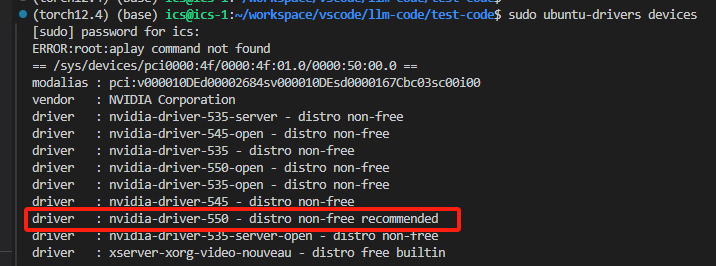 (torch12.4) (base) ics@ics-1:~/workspace/vscode/llm-code/test-code$
(torch12.4) (base) ics@ics-1:~/workspace/vscode/llm-code/test-code$ sudo ubuntu-drivers devices
[sudo] password for ics:
ERROR:root:aplay command not found
== /sys/devices/pci0000:4f/0000:4f:01.0/0000:50:00.0 ==
modalias : pci:v000010DEd00002684sv000010DEsd0000167Cbc03sc00i00
vendor   : NVIDIA Corporation
driver   : nvidia-driver-535-server - distro non-free
driver   : nvidia-driver-545-open - distro non-free
driver   : nvidia-driver-535 - distro non-free
driver   : nvidia-driver-550-open - distro non-free
driver   : nvidia-driver-535-open - distro non-free
driver   : nvidia-driver-545 - distro non-free
driver   : nvidia-driver-550 - distro non-free recommended
driver   : nvidia-driver-535-server-open - distro non-free
driver   : xserver-xorg-video-nouveau - distro free builtin